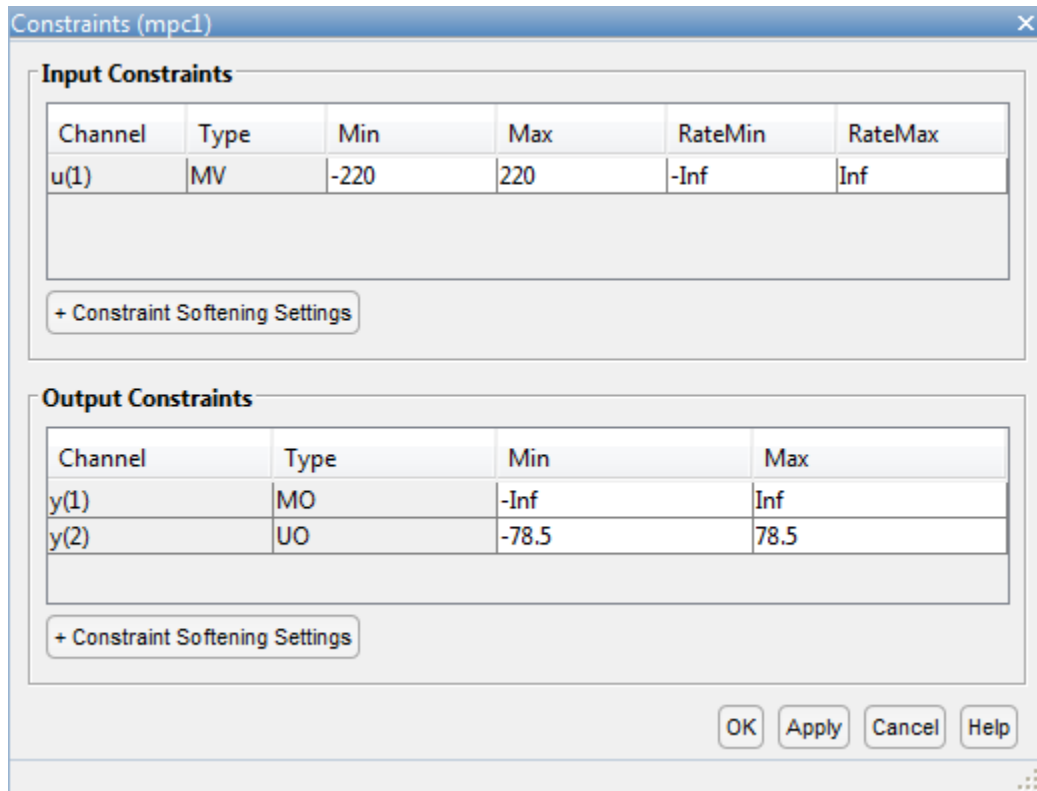 Constraints (mpc1)
Input Constraints
Channel Type Min Max RateMin RateMax
u(1) MV -220 220 -Inf Inf
+ Constraint Softening Settings
Output Constraints
Channel Type Min Max
y(1) MO -Inf Inf
y(2) UO -78.5 78.5
+ Constraint Softening Settings
OK Apply Cancel Help